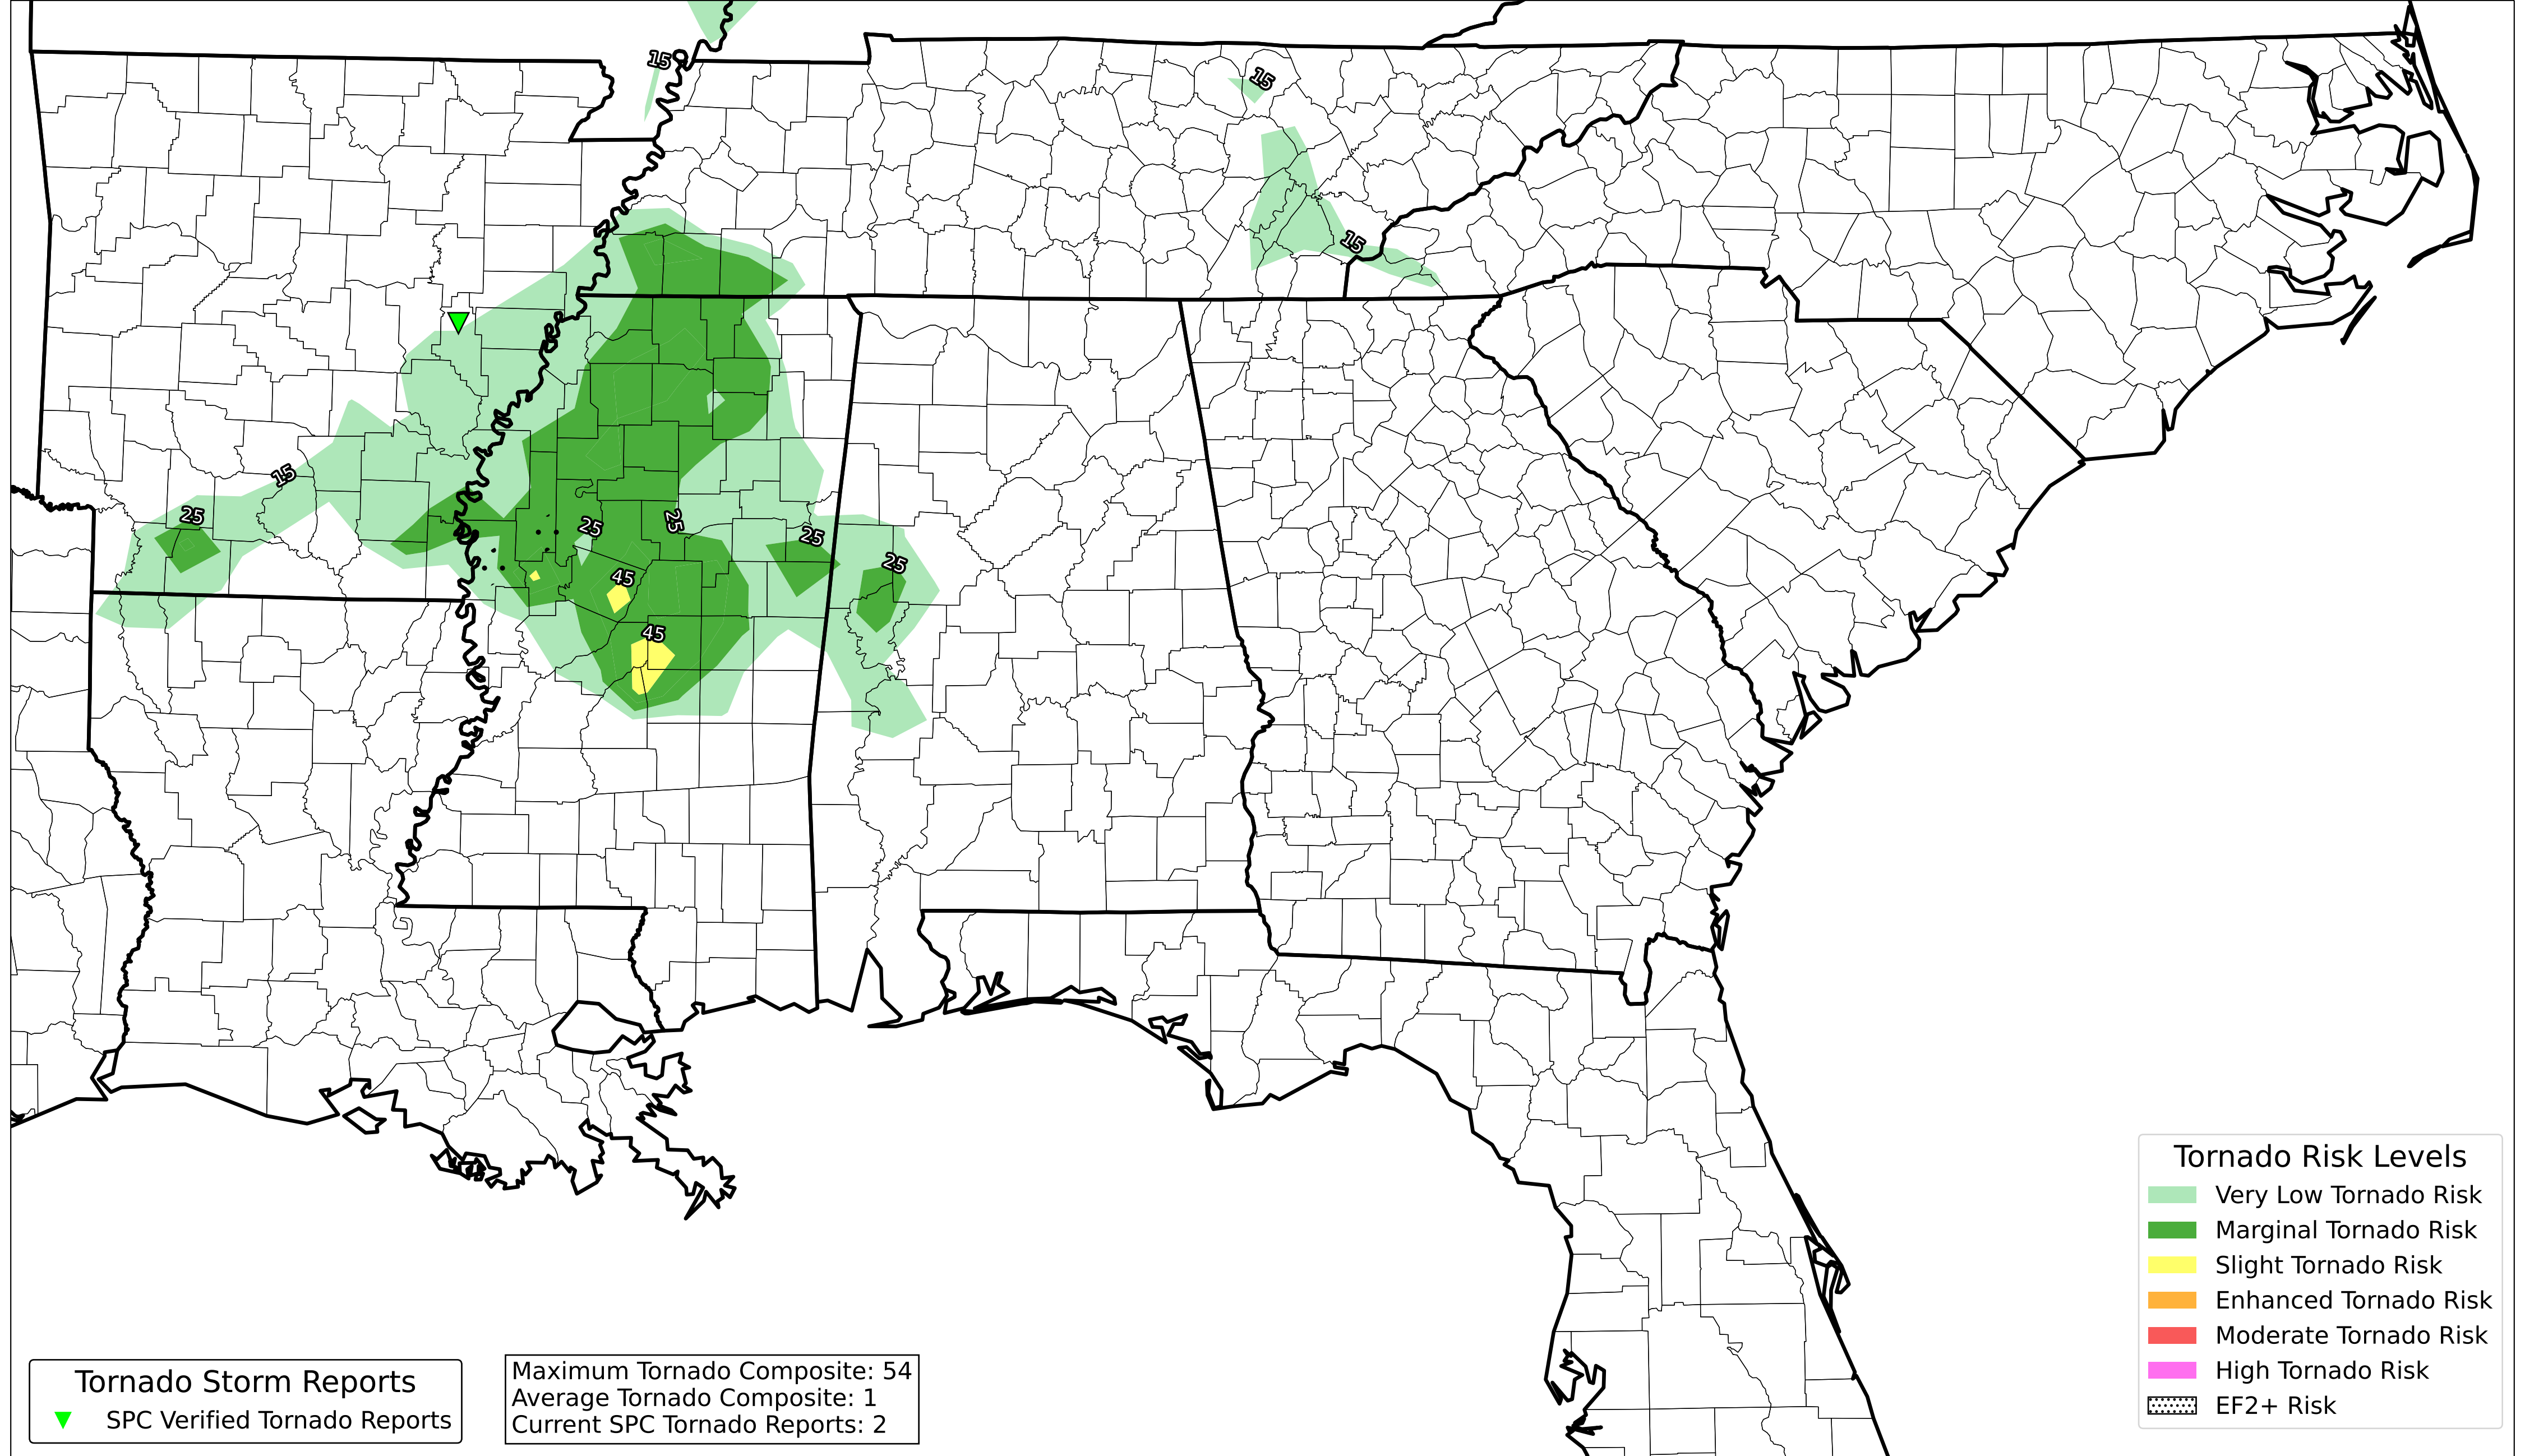 15
15
15
15
25
25
25
25
25
45
45
Tornado Risk Levels
Very Low Tornado Risk
Marginal Tornado Risk
Slight Tornado Risk
Enhanced Tornado Risk
Moderate Tornado Risk
High Tornado Risk
EF2+ Risk
Tornado Storm Reports
SPC Verified Tornado Reports
Maximum Tornado Composite: 54
Average Tornado Composite: 1
Current SPC Tornado Reports: 2